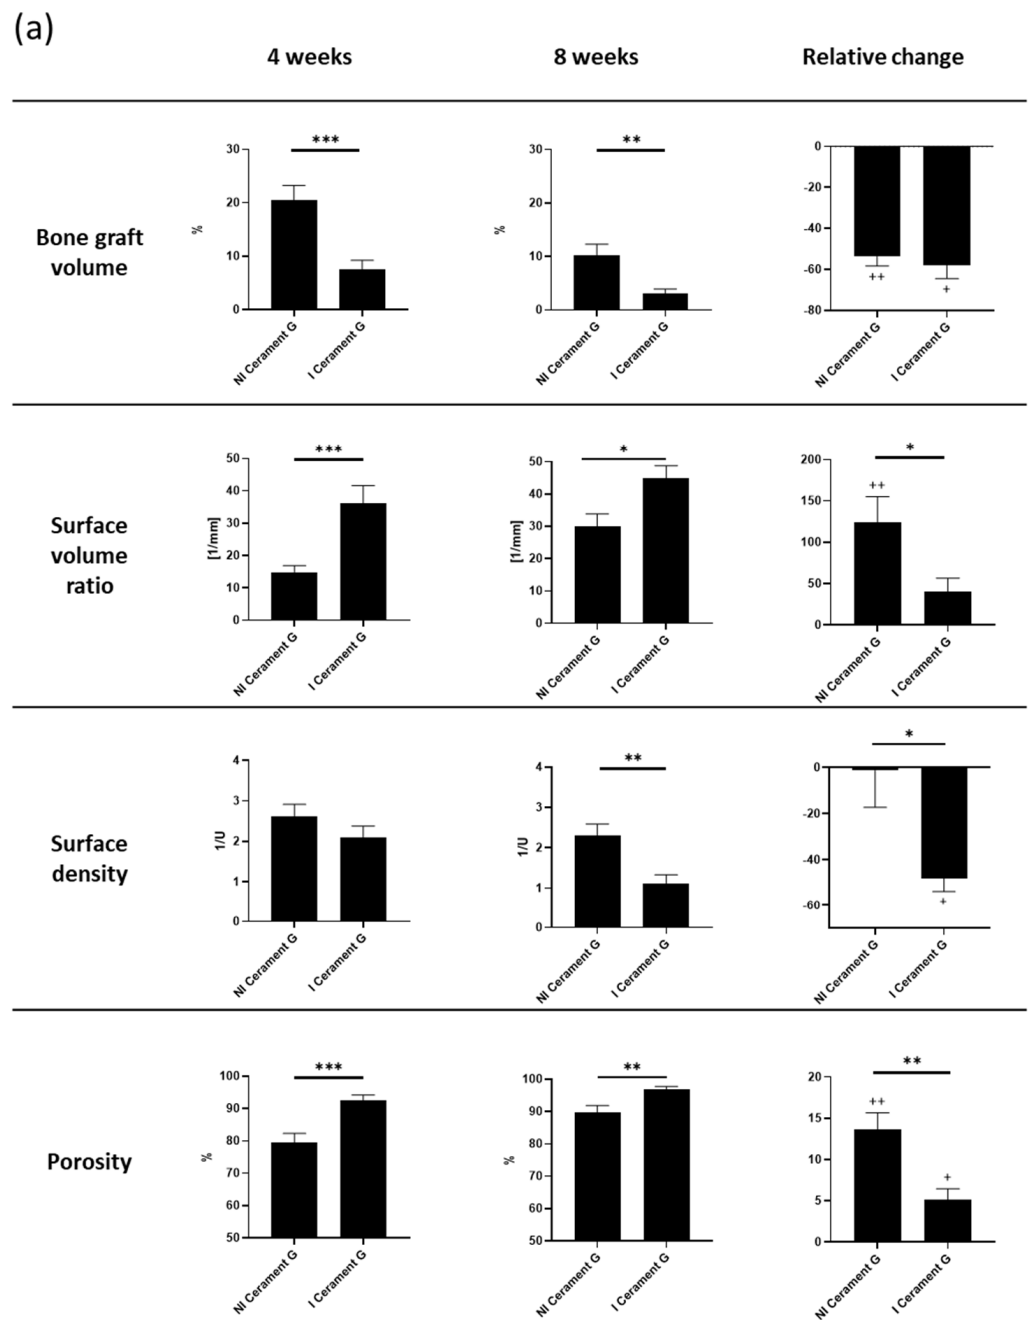 (a)
4 weeks
8 weeks
Relative change
Bone graft
volume
***
30
20
10
0
%
NI Cerament G
I Cerament G
**
30
20
10
0
%
NI Cerament G
I Cerament G
0
-20
-40
-60
-80
++
+
NI Cerament G
I Cerament G
Surface
volume
ratio
***
50
40
30
20
10
0
[1/mm]
NI Cerament G
I Cerament G
*
50
40
30
20
10
0
[1/mm]
NI Cerament G
I Cerament G
*
200
150
100
50
0
++
NI Cerament G
I Cerament G
Surface
density
4
3
2
1
0
1/U
NI Cerament G
I Cerament G
**
4
3
2
1
0
1/U
NI Cerament G
I Cerament G
*
0
-20
-40
-60
+
NI Cerament G
I Cerament G
Porosity
***
100
90
80
70
60
50
%
NI Cerament G
I Cerament G
**
100
90
80
70
60
50
%
NI Cerament G
I Cerament G
**
20
15
10
5
0
++
+
NI Cerament G
I Cerament G